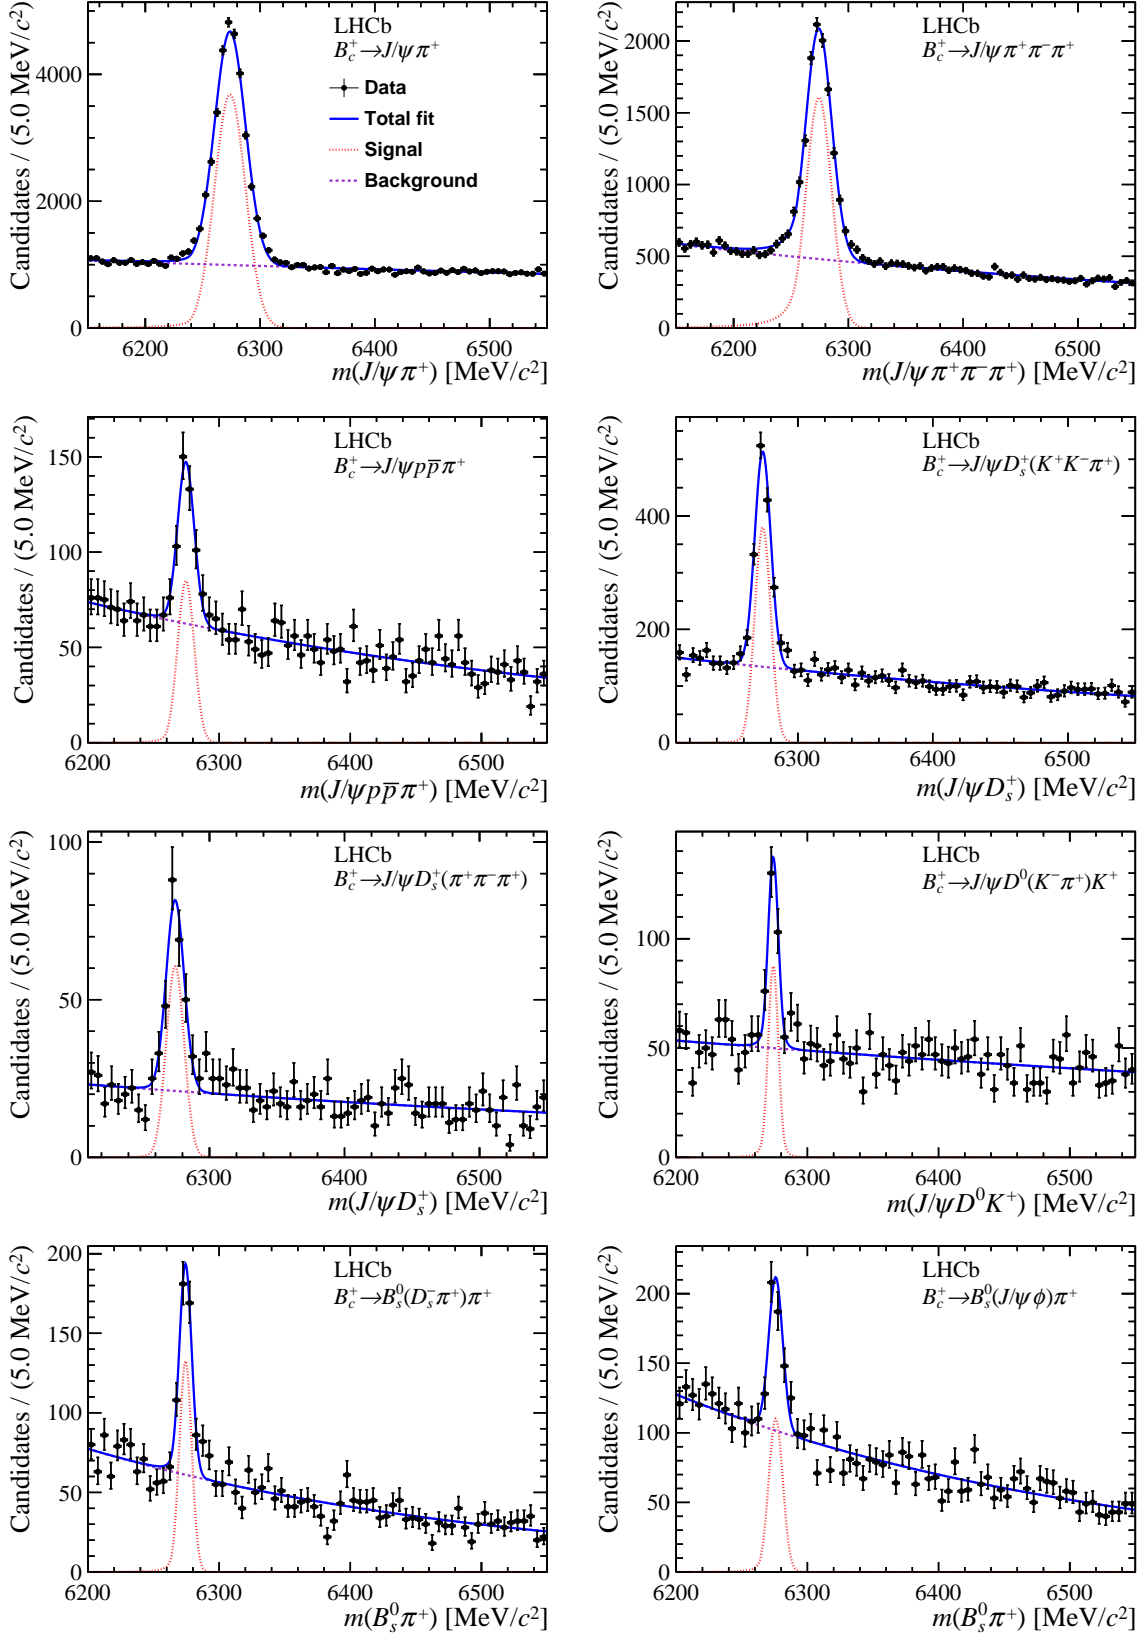 LHCb
B_c^+→J/ψπ^+
Data
Total fit
Signal
Background
Candidates / (5.0 MeV/c^2)
0
2000
4000
6200
6300
6400
6500
m(J/ψπ^+) [MeV/c^2]
LHCb
B_c^+→J/ψπ^+π^-π^+
Candidates / (5.0 MeV/c^2)
0
500
1000
1500
2000
6200
6300
6400
6500
m(J/ψπ^+π^-π^+) [MeV/c^2]
LHCb
B_c^+→J/ψpp̅π^+
Candidates / (5.0 MeV/c^2)
0
50
100
150
6200
6300
6400
6500
m(J/ψpp̅π^+) [MeV/c^2]
LHCb
B_c^+→J/ψD_s^+(K^+K^-π^+)
Candidates / (5.0 MeV/c^2)
0
200
400
6300
6400
6500
m(J/ψD_s^+) [MeV/c^2]
LHCb
B_c^+→J/ψD_s^+(π^+π^-π^+)
Candidates / (5.0 MeV/c^2)
0
50
100
6300
6400
6500
m(J/ψD_s^+) [MeV/c^2]
LHCb
B_c^+→J/ψD^0(K^-π^+)K^+
Candidates / (5.0 MeV/c^2)
0
50
100
6200
6300
6400
6500
m(J/ψD^0K^+) [MeV/c^2]
LHCb
B_c^+→B_s^0(D_s^-π^+)π^+
Candidates / (5.0 MeV/c^2)
0
50
100
150
200
6200
6300
6400
6500
m(B_s^0π^+) [MeV/c^2]
LHCb
B_c^+→B_s^0(J/ψϕ)π^+
Candidates / (5.0 MeV/c^2)
0
50
100
150
200
6200
6300
6400
6500
m(B_s^0π^+) [MeV/c^2]